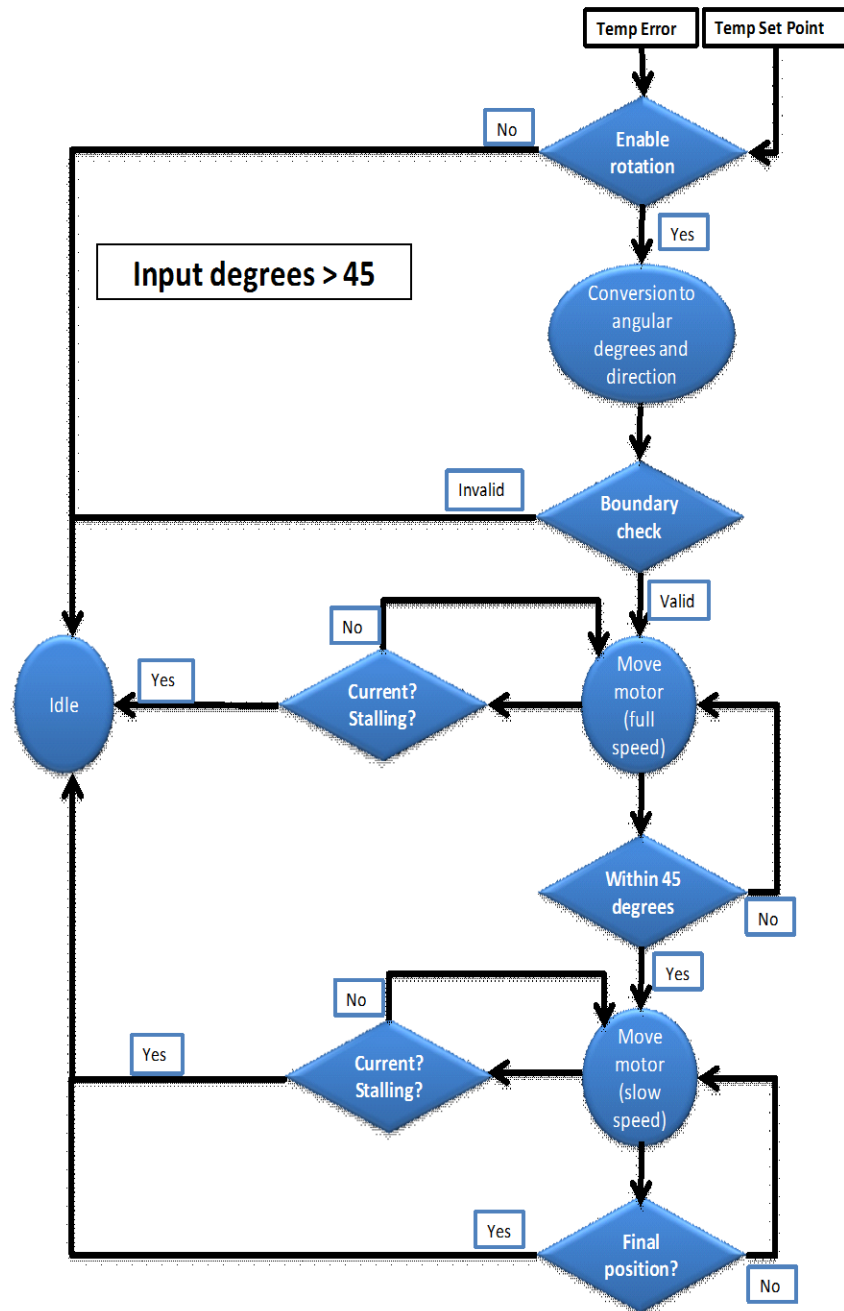 Temp Error
Temp Set Point
No
Enable
rotation
Yes
Input degrees > 45
Conversion to
angular
degrees and
direction
Invalid
Boundary
check
Valid
No
Move
motor
(full
speed)
Yes
Current?
Stalling?
Idle
Within 45
degrees
No
Yes
No
Move
motor
(slow
speed)
Yes
Current?
Stalling?
Yes
Final
position?
No